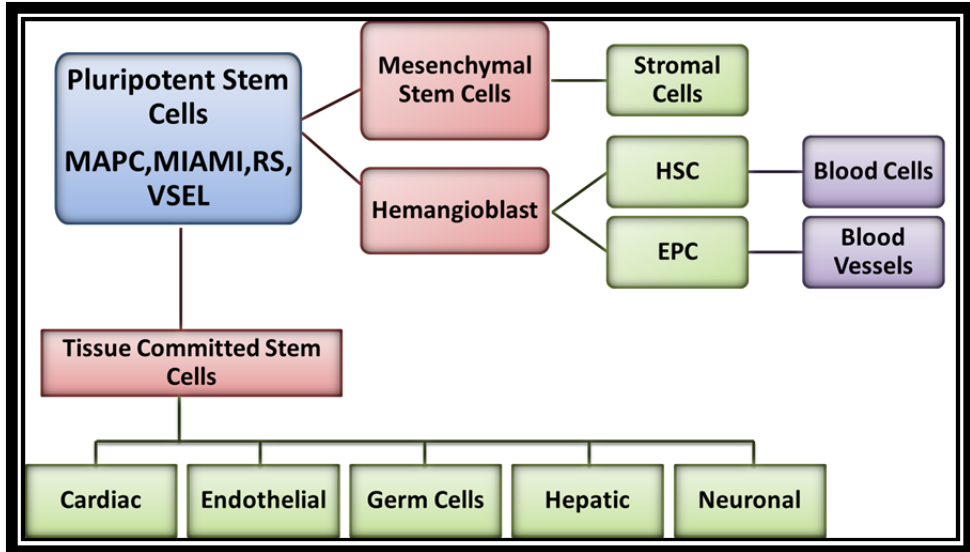 Pluripotent Stem
Cells
MAPC,MIAMI,RS,
VSEL
Mesenchymal
Stem Cells
Stromal
Cells
Hemangioblast
HSC
Blood Cells
EPC
Blood
Vessels
Tissue Committed Stem
Cells
Cardiac
Endothelial
Germ Cells
Hepatic
Neuronal